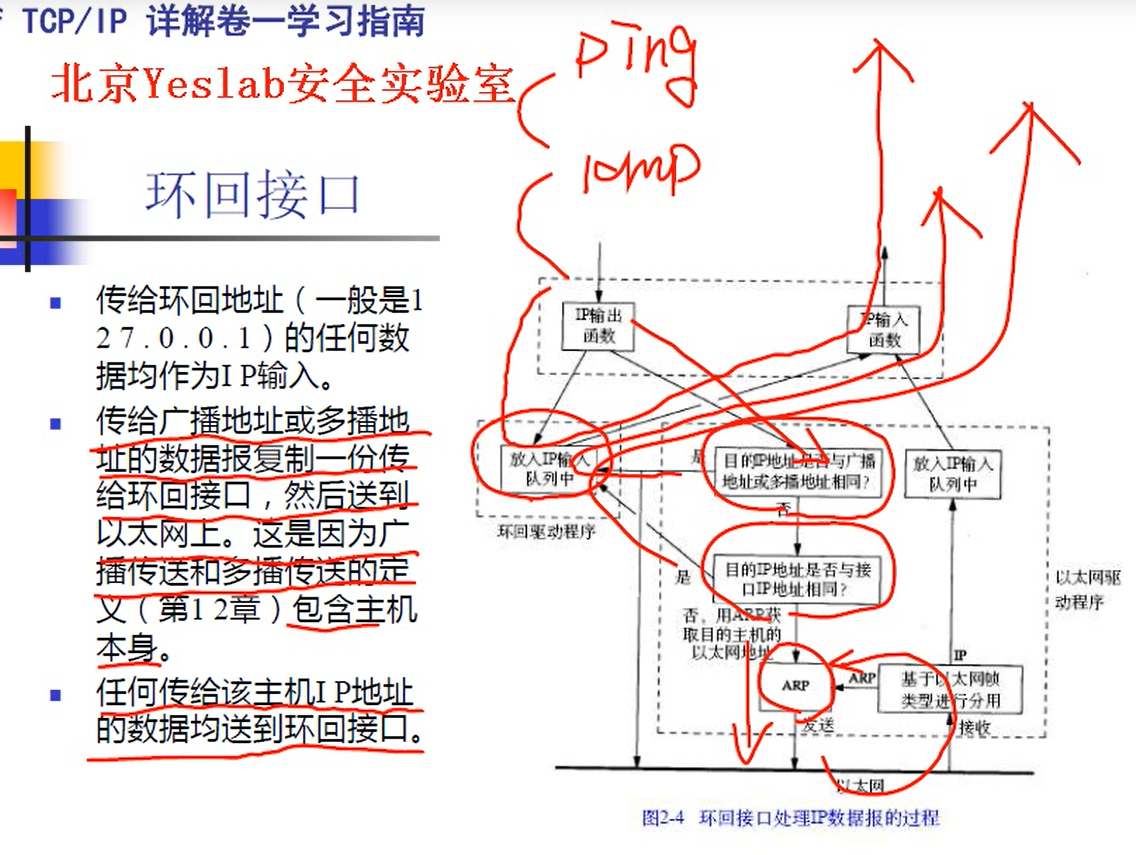 TCP/IP 详解卷一学习指南
北京Yeslab安全实验室
环回接口
传给环回地址（一般是1
2 7 . 0 . 0 . 1）的任何数
据均作为I P输入。
传给广播地址或多播地
址的数据报复制一份传
给环回接口，然后送到
以太网上。这是因为广
播传送和多播传送的定
义（第1 2章）包含主机
本身。
任何传给该主机I P地址
的数据均送到环回接口。
ping
IP输出
函数
IP输入
函数
放入IP输入
队列中
环回驱动程序
是
目的IP地址是否与广播
地址或多播地址相同？
否
放入IP输入
队列中
是
目的IP地址是否与接
口IP地址相同？
否，用ARP获
取目的主机的
以太网地址
以太网驱
动程序
ARP
ARP
IP
基于以太网帧
类型进行分用
发送
接收
以太网
图2-4 环回接口处理IP数据报的过程